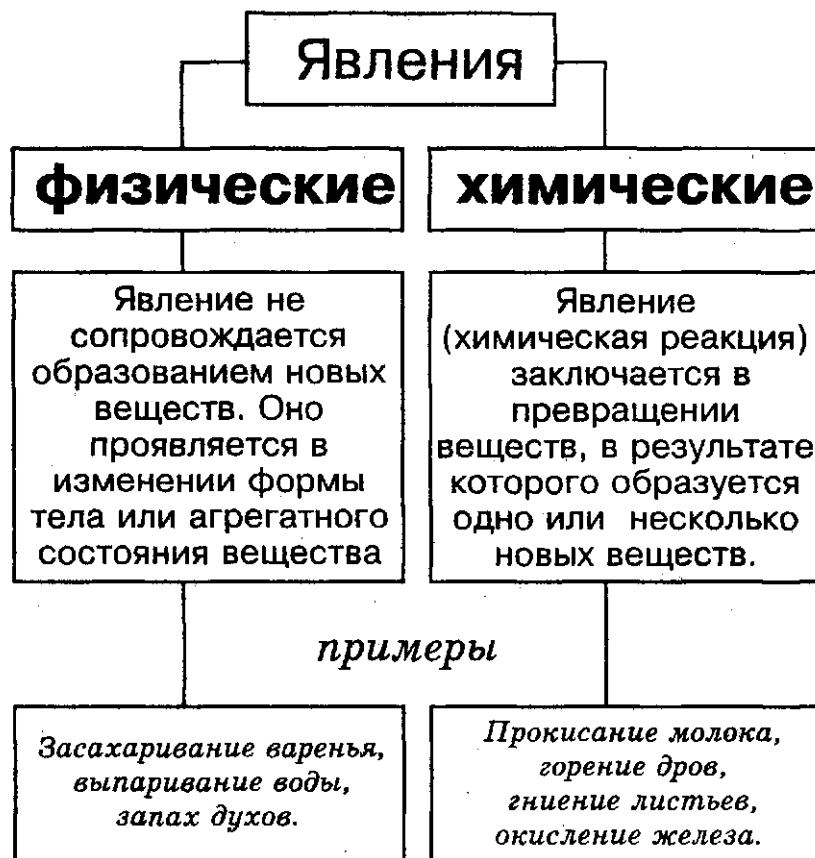 Явления
физические
химические
Явление не
сопровождается
образованием новых
веществ. Оно
проявляется в
изменении формы
тела или агрегатного
состояния вещества
Явление
(химическая реакция)
заключается в
превращении
веществ, в результате
которого образуется
одно или несколько
новых веществ.
примеры
Засахаривание варенья,
выпаривание воды,
запах духов.
Прокисание молока,
горение дров,
гниение листьев,
окисление железа.